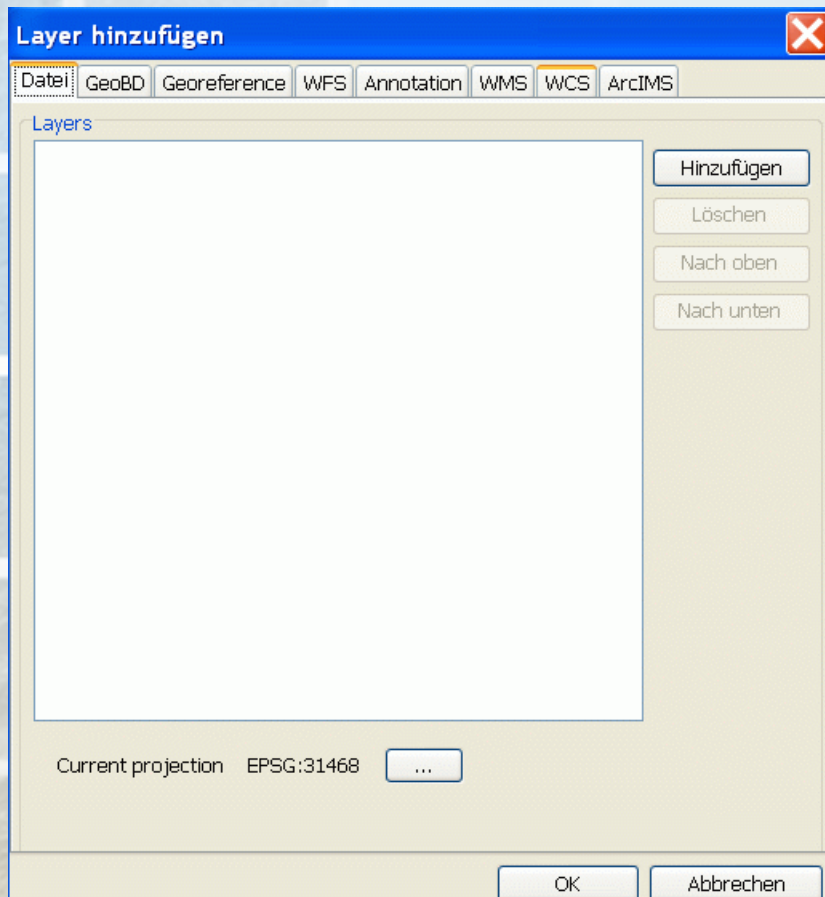 Layer hinzufügen
Datei GeoBD Georeference WFS Annotation WMS WCS ArcIMS
Layers
Hinzufügen
Löschen
Nach oben
Nach unten
Current projection EPSG:31468 ...
OK Abbrechen